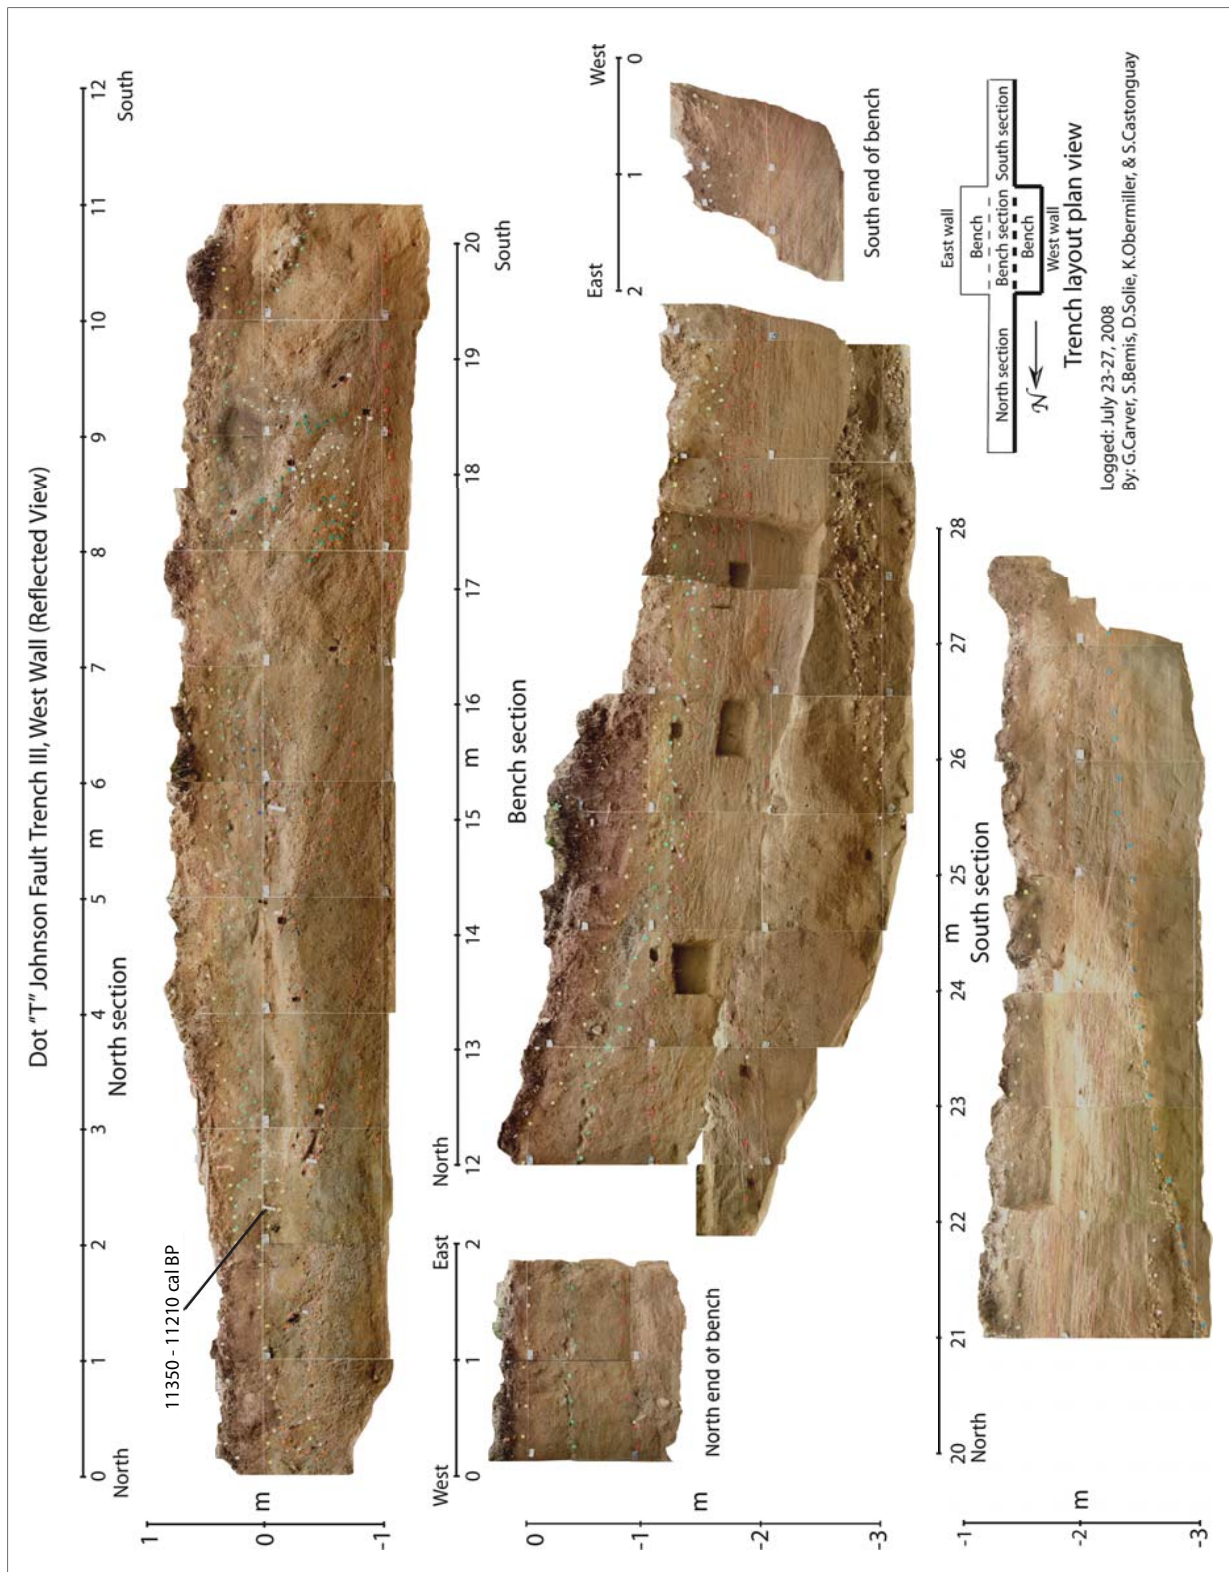 Dot "T" Johnson Fault Trench III, West Wall (Reflected View)
North section
0 1 2 3 4 5 m 6 7 8 9 10 11 12
North South
1
0 m
-1
11350 - 11210 cal BP
North end of bench
West East
0 1 2
Bench section
North South
12 13 14 15 m 16 17 18 19 20
0
-1
m
-2
-3
South end of bench
East West
2 1 0
South section
20 21 22 23 24 m 25 26 27 28
North
-1
-2 m
-3
East wall
Bench
North section Bench section South section
Bench
West wall
N
Trench layout plan view
Logged: July 23-27, 2008
By: G.Carver, S.Bemis, D.Solie, K.Obermiller, & S.Castonguay